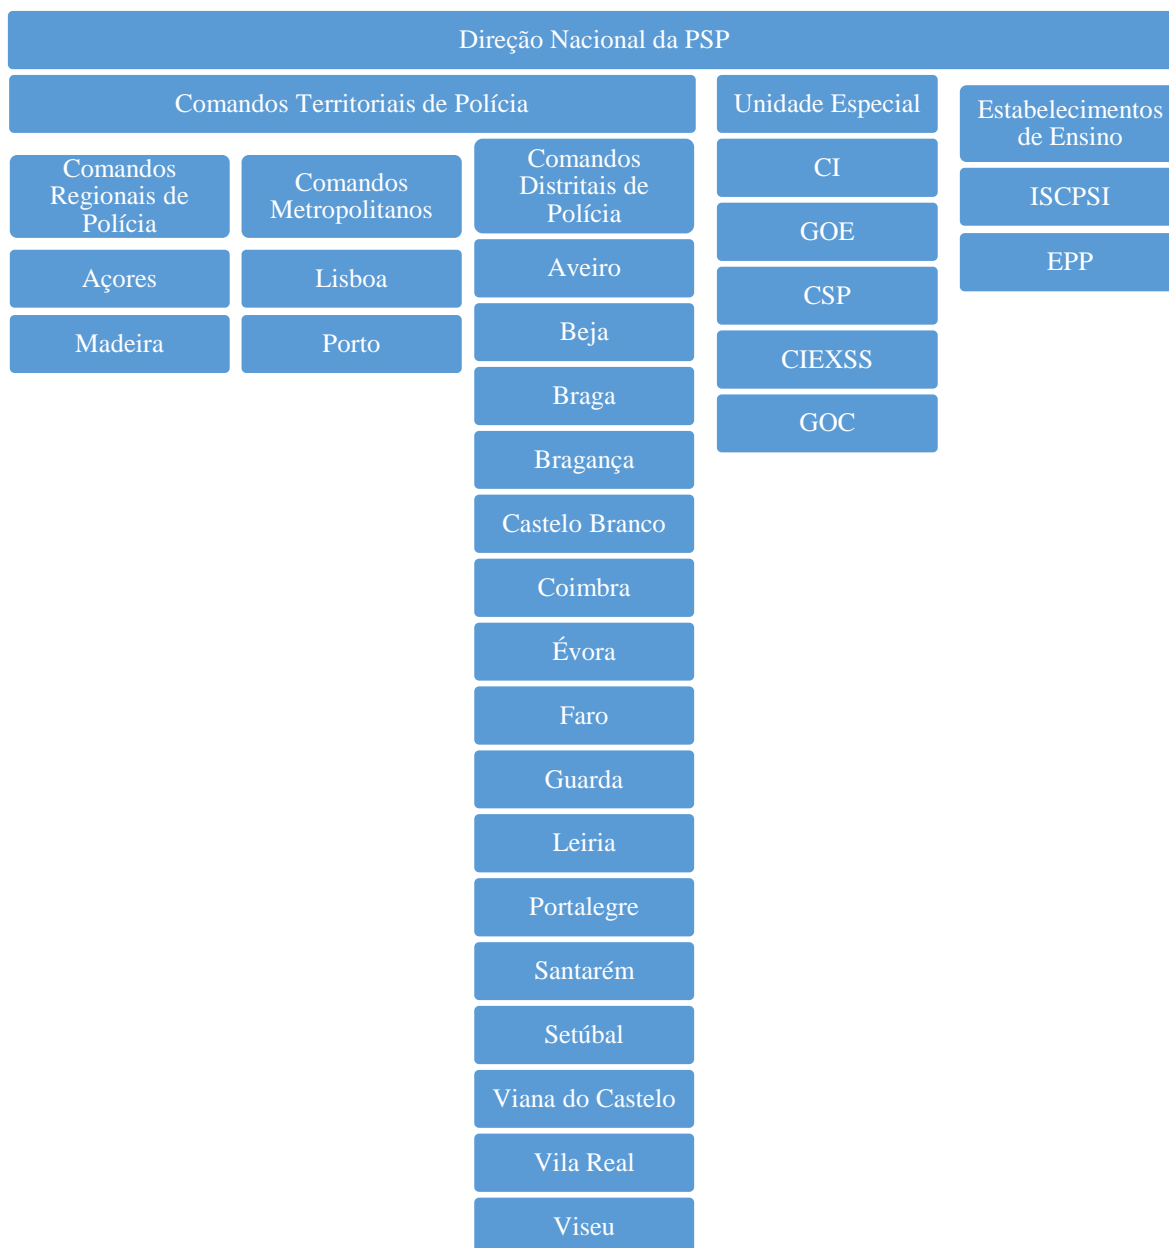 Direção Nacional da PSP
Comandos Territoriais de Polícia
Comandos
Regionais de
Polícia
Açores
Madeira
Comandos
Metropolitanos
Lisboa
Porto
Comandos
Distritais de
Polícia
Aveiro
Beja
Braga
Bragança
Castelo Branco
Coimbra
Évora
Faro
Guarda
Leiria
Portalegre
Santarém
Setúbal
Viana do Castelo
Vila Real
Viseu
Unidade Especial
CI
GOE
CSP
CIEXSS
GOC
Estabelecimentos
de Ensino
ISCPSI
EPP